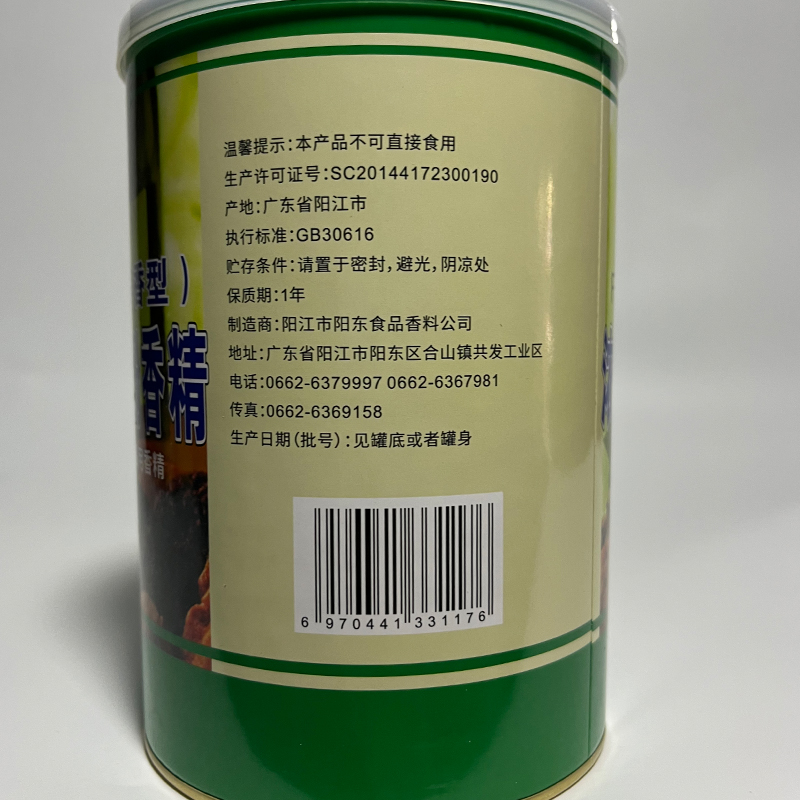 温馨提示:本产品不可直接食用
生产许可证号:SC20144172300190
产地:广东省阳江市
执行标准:GB30616
贮存条件:请置于密封,避光,阴凉处
保质期:1年
制造商:阳江市阳东食品香料公司
地址:广东省阳江市阳东区合山镇共发工业区
电话:0662-6379997 0662-6367981
传真:0662-6369158
生产日期(批号):见罐底或者罐身
香型)
香精
香精
6 970441 331176